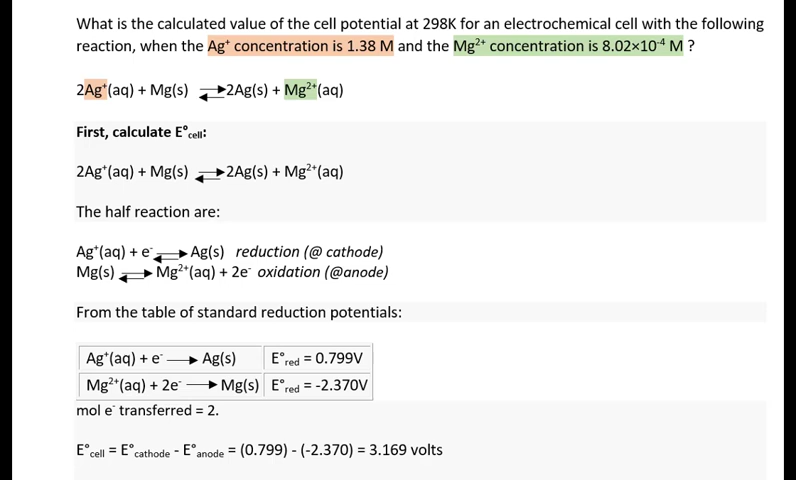 What is the calculated value of the cell potential at 298K for an electrochemical cell with the following
reaction, when the Ag⁺ concentration is 1.38 M and the Mg²⁺ concentration is 8.02×10⁻⁴ M ?
2Ag⁺(aq) + Mg(s) ⇌ 2Ag(s) + Mg²⁺(aq)
First, calculate E°cell:
2Ag⁺(aq) + Mg(s) ⇌ 2Ag(s) + Mg²⁺(aq)
The half reaction are:
Ag⁺(aq) + e⁻ ⇌ Ag(s) reduction (@ cathode)
Mg(s) ⇌ Mg²⁺(aq) + 2e⁻ oxidation (@anode)
From the table of standard reduction potentials:
Ag⁺(aq) + e⁻ → Ag(s) E°red = 0.799V
Mg²⁺(aq) + 2e⁻ → Mg(s) E°red = -2.370V
mol e⁻ transferred = 2.
E°cell = E°cathode - E°anode = (0.799) - (-2.370) = 3.169 volts